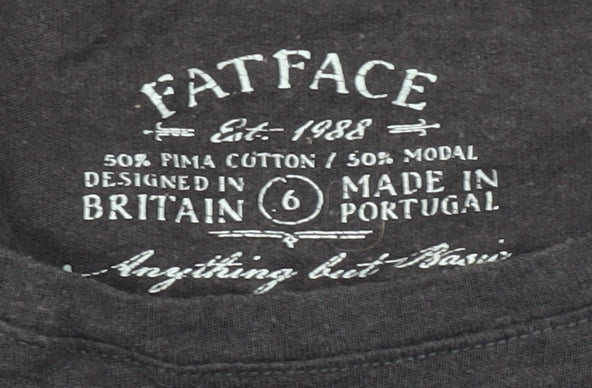 FATFACE
Est. 1988
50% PIMA COTTON / 50% MODAL
DESIGNED IN BRITAIN
6
MADE IN PORTUGAL
Anything but Basic